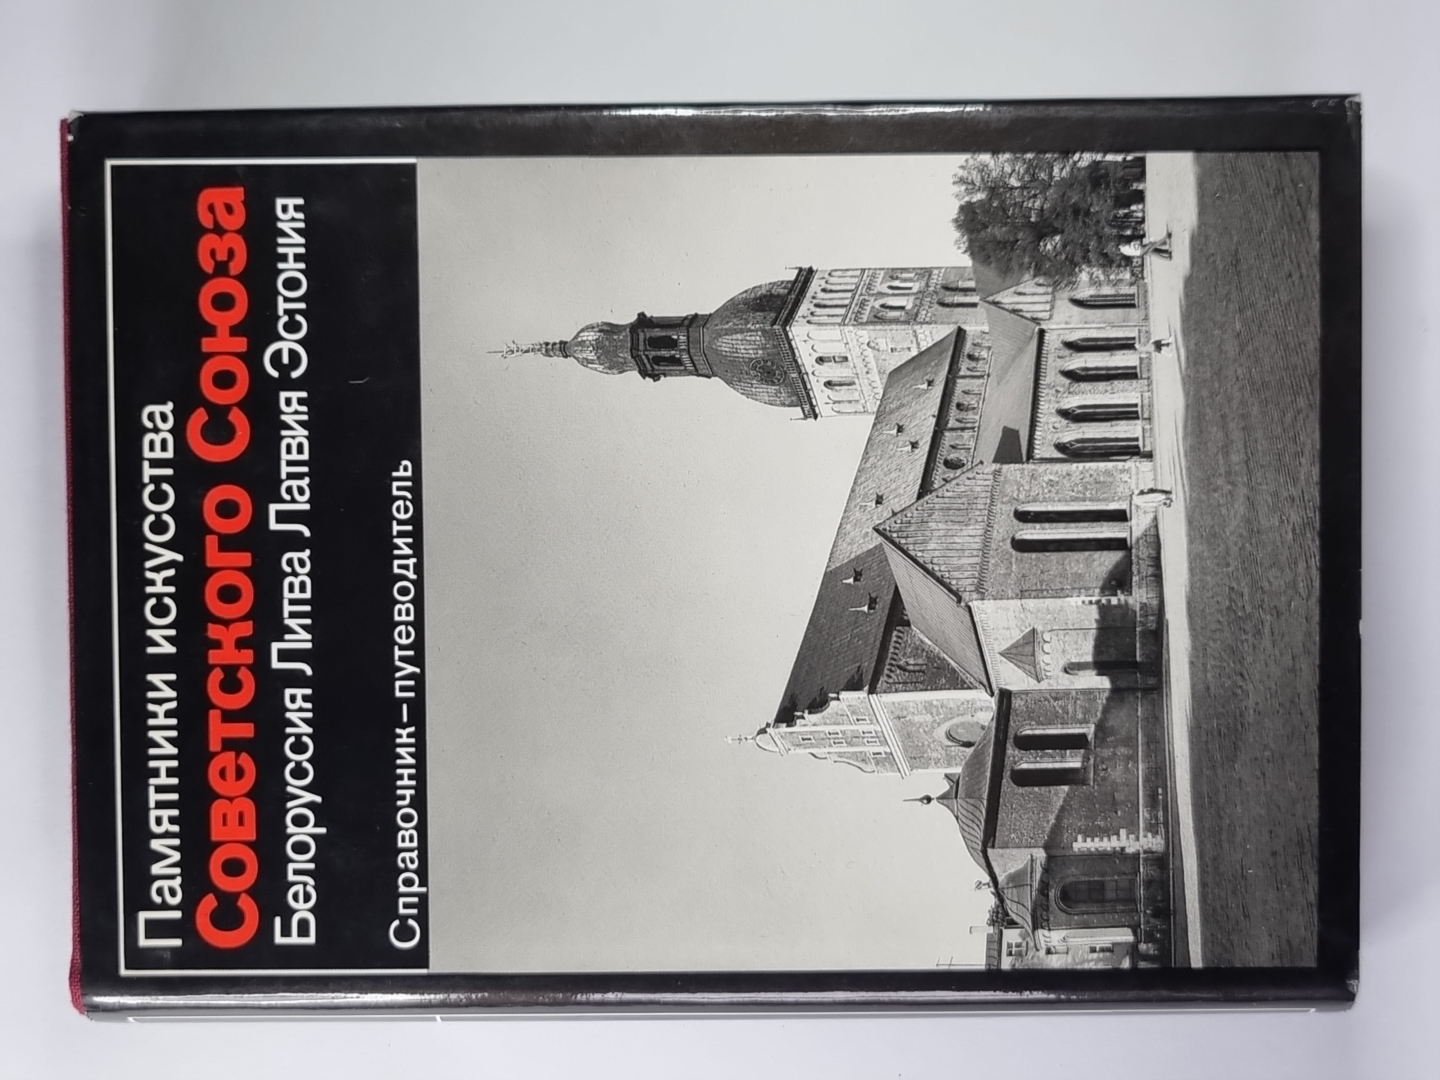 Памятники искусства
Советского Союза
Белоруссия Литва Латвия Эстония
Справочник–путеводитель